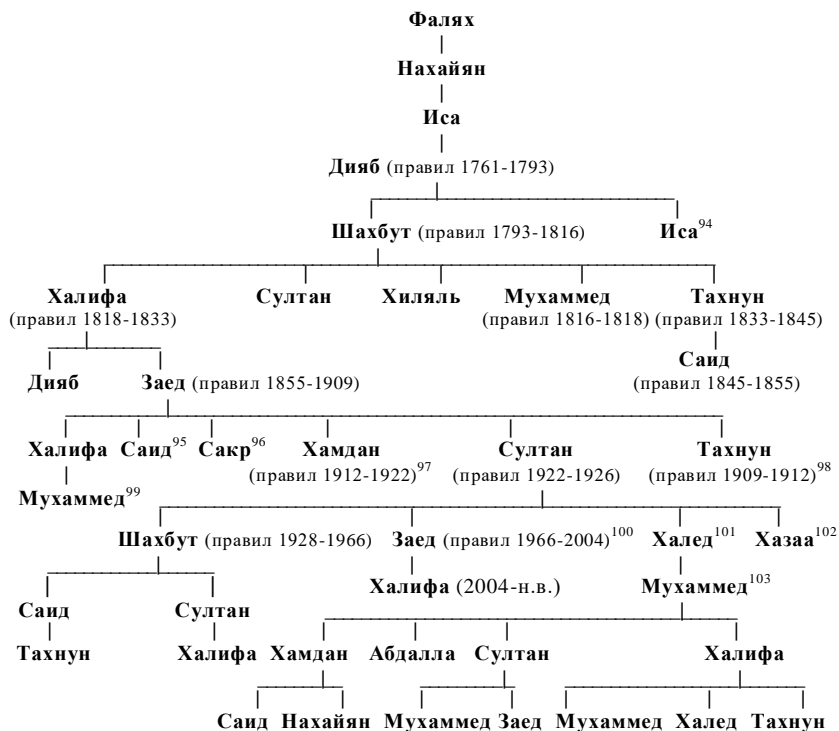 Фалях
Нахайян
Иса
Дияб (правил 1761-1793)
Шахбут (правил 1793-1816) Иса94
Халифа Султан Хиляль Мухаммед Тахнун
(правил 1818-1833) (правил 1816-1818) (правил 1833-1845)
Саид
Дияб Заед (правил 1855-1909) (правил 1845-1855)
Халифа Саид95 Сакр96 Хамдан Султан Тахнун
(правил 1912-1922)97 (правил 1922-1926) (правил 1909-1912)98
Мухаммед99
Шахбут (правил 1928-1966) Заед (правил 1966-2004)100 Халед101 Хазаа102
Халифа (2004-н.в.) Мухаммед103
Саид Султан
Тахнун Халифа Хамдан Абдалла Султан Халифа
Саид Нахайян Мухаммед Заед Мухаммед Халед Тахнун